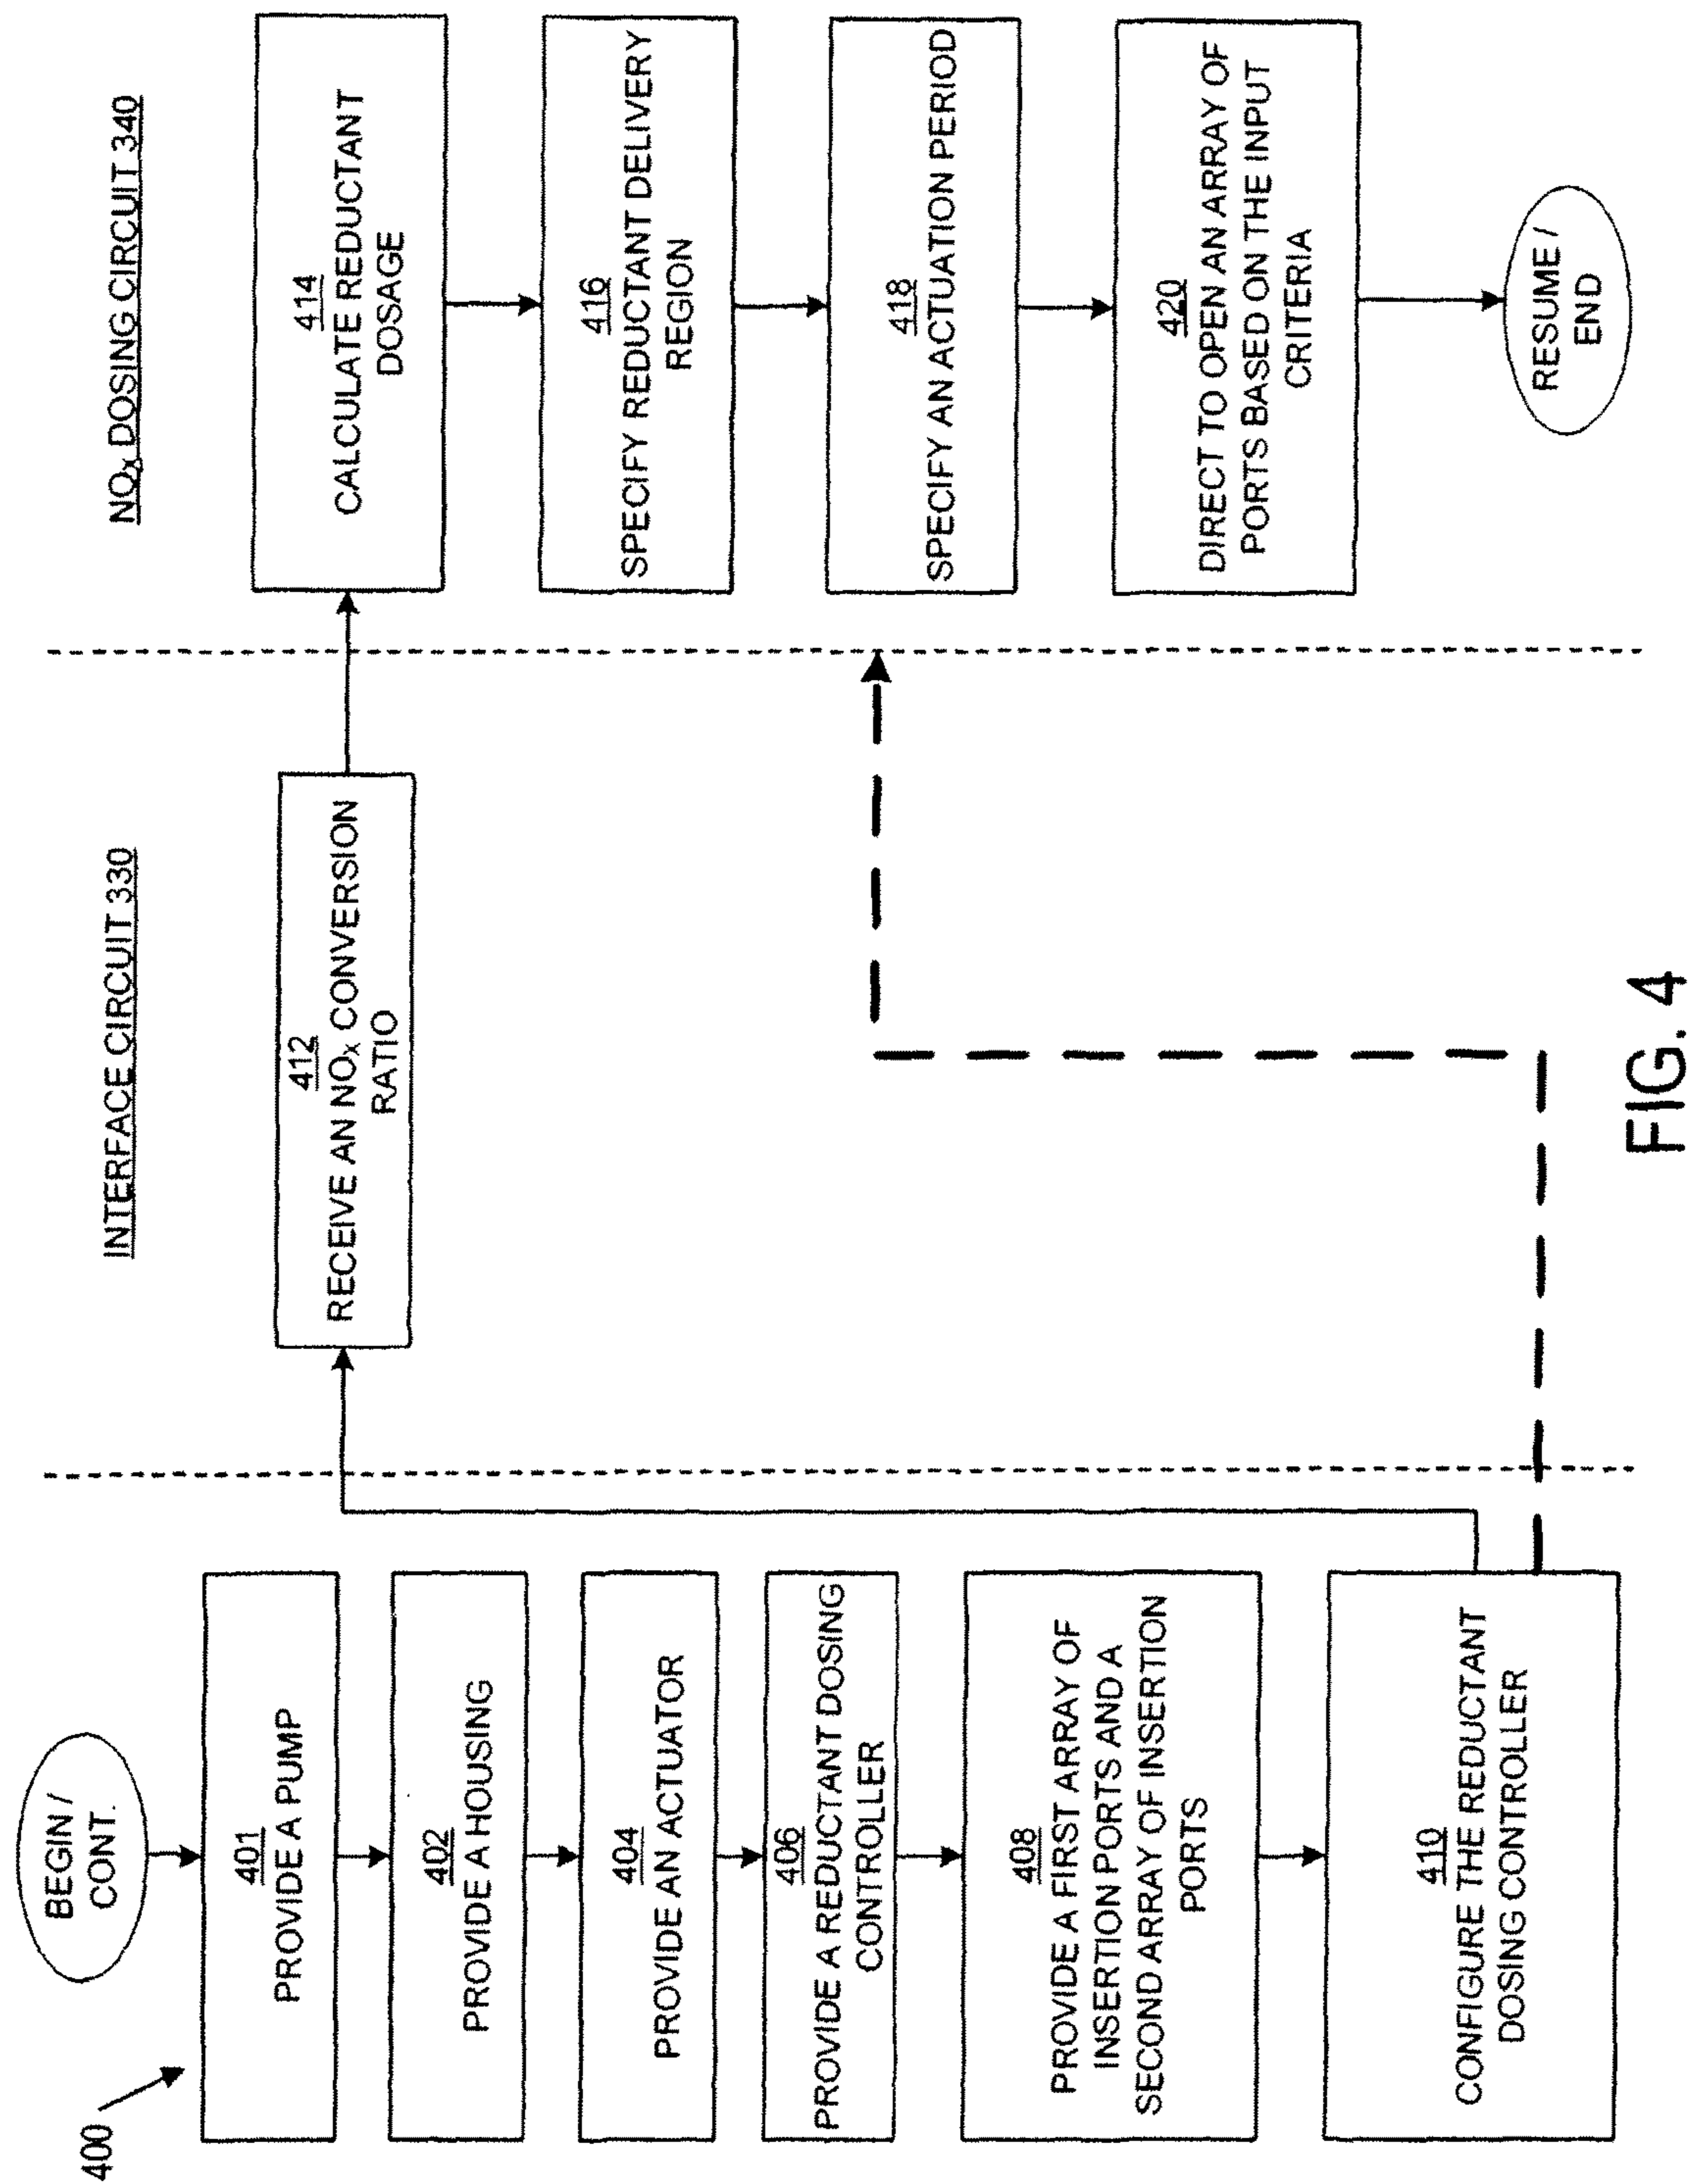 400
BEGIN /
CONT.
401
PROVIDE A PUMP
402
PROVIDE A HOUSING
404
PROVIDE AN ACTUATOR
406
PROVIDE A REDUCTANT DOSING
CONTROLLER
408
PROVIDE A FIRST ARRAY OF
INSERTION PORTS AND A
SECOND ARRAY OF INSERTION
PORTS
410
CONFIGURE THE REDUCTANT
DOSING CONTROLLER
INTERFACE CIRCUIT 330
412
RECEIVE AN NOx CONVERSION
RATIO
NOx DOSING CIRCUIT 340
414
CALCULATE REDUCTANT
DOSAGE
416
SPECIFY REDUCTANT DELIVERY
REGION
418
SPECIFY AN ACTUATION PERIOD
420
DIRECT TO OPEN AN ARRAY OF
PORTS BASED ON THE INPUT
CRITERIA
RESUME /
END
FIG. 4